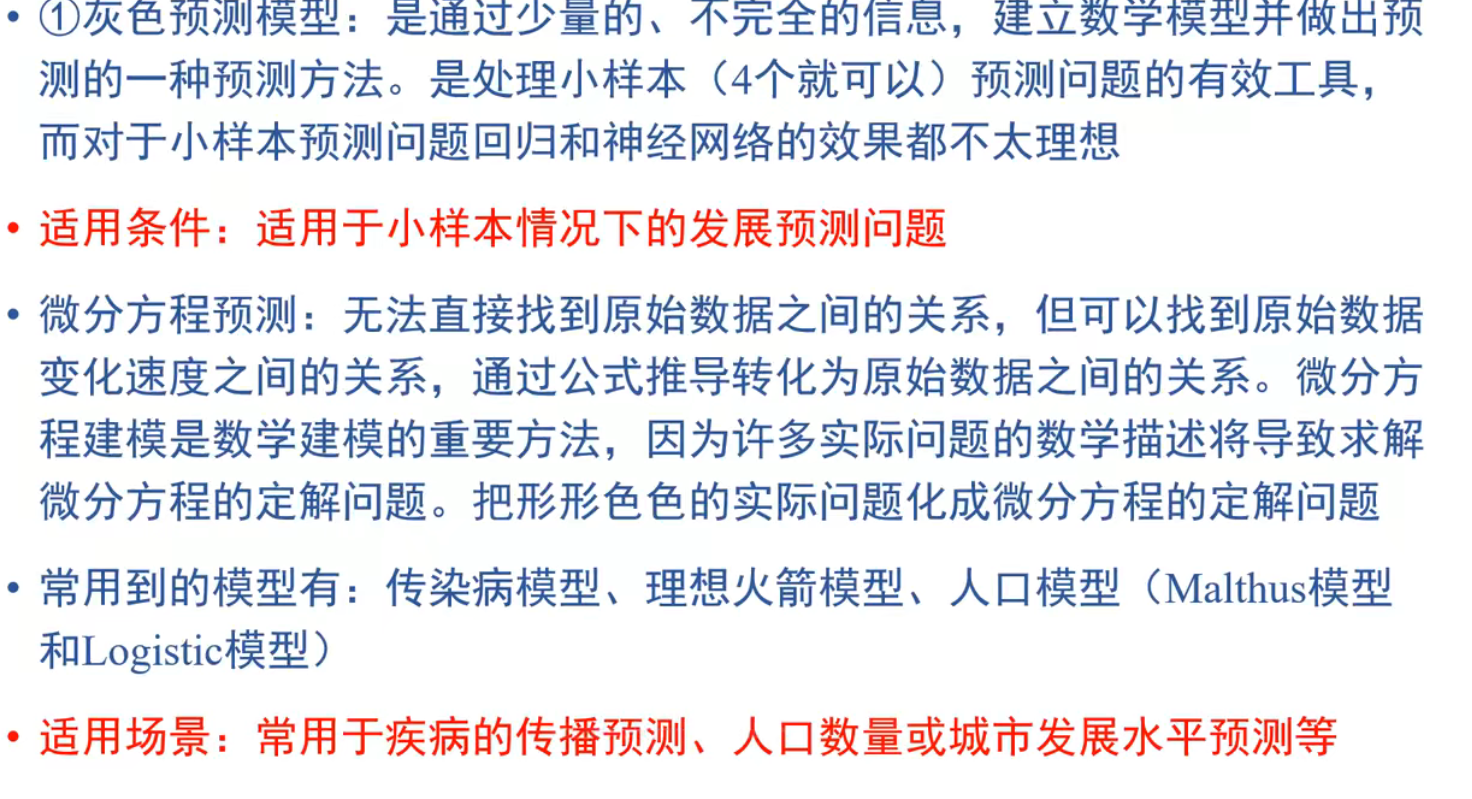 • ①灰色预测模型：是通过少量的、不完全的信息，建立数学模型并做出预
测的一种预测方法。是处理小样本（4个就可以）预测问题的有效工具，
而对于小样本预测问题回归和神经网络的效果都不太理想
• 适用条件：适用于小样本情况下的发展预测问题
• 微分方程预测：无法直接找到原始数据之间的关系，但可以找到原始数据
变化速度之间的关系，通过公式推导转化为原始数据之间的关系。微分方
程建模是数学建模的重要方法，因为许多实际问题的数学描述将导致求解
微分方程的定解问题。把形形色色的实际问题化成微分方程的定解问题
• 常用到的模型有：传染病模型、理想火箭模型、人口模型（Malthus模型
和Logistic模型）
• 适用场景：常用于疾病的传播预测、人口数量或城市发展水平预测等